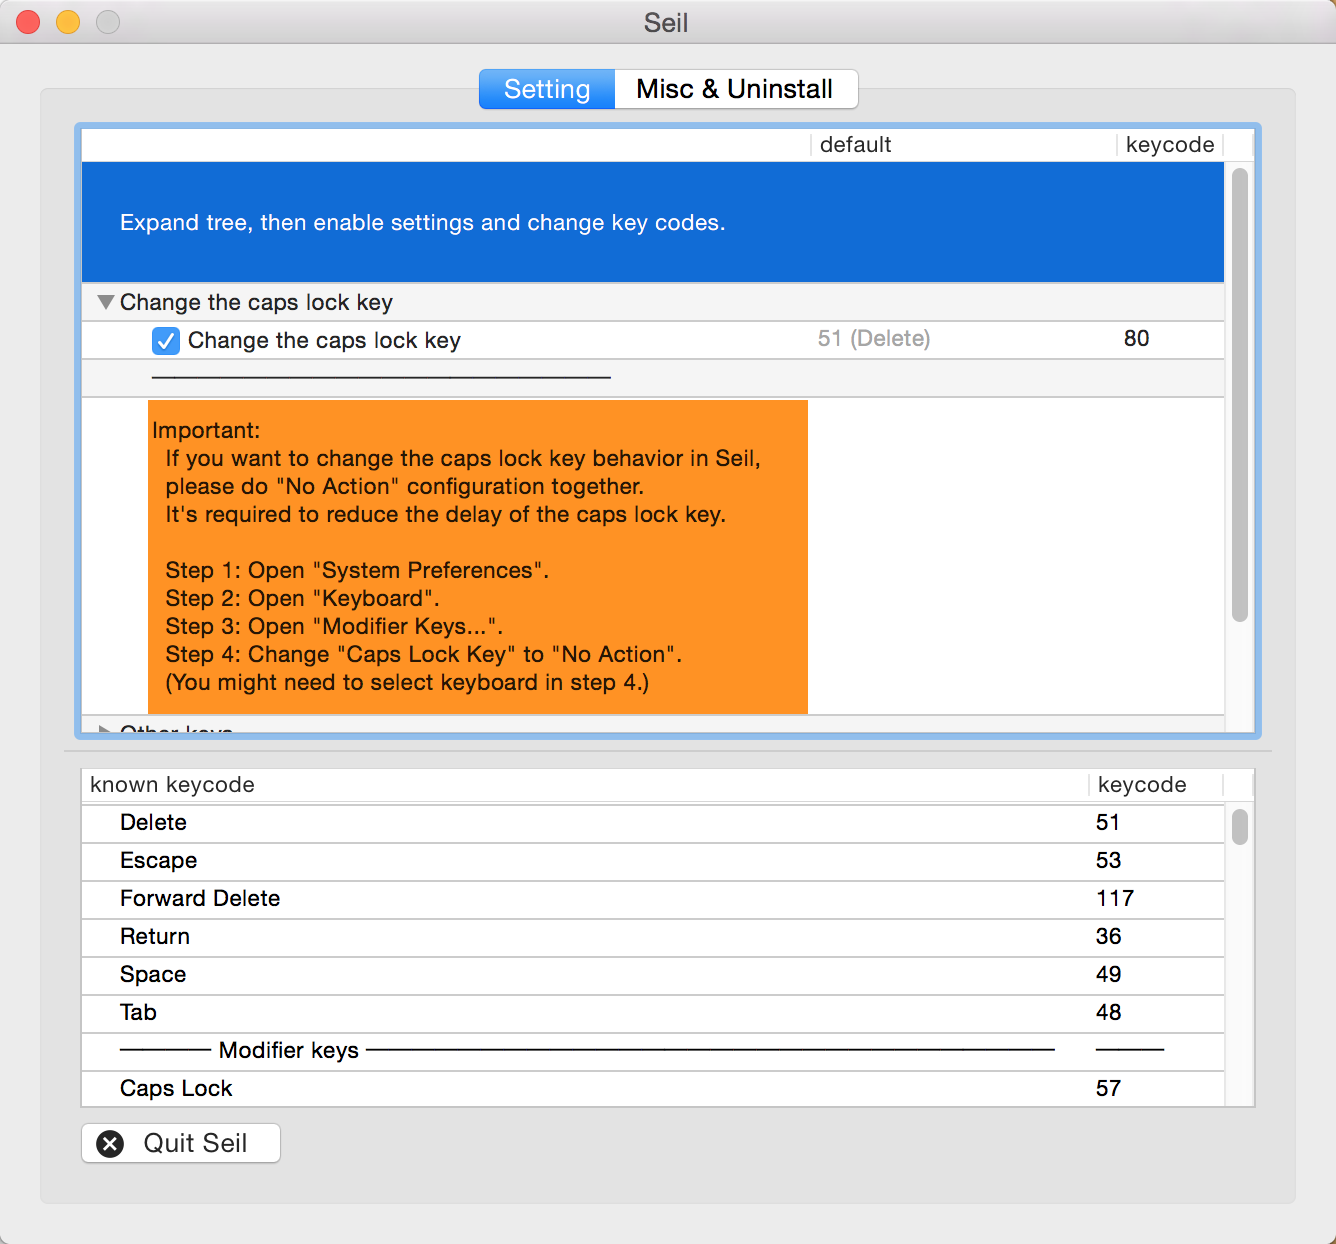 Seil
Setting
Misc & Uninstall
default
keycode
Expand tree, then enable settings and change key codes.
Change the caps lock key
Change the caps lock key
51 (Delete)
80
Important:
If you want to change the caps lock key behavior in Seil,
please do "No Action" configuration together.
It's required to reduce the delay of the caps lock key.
Step 1: Open "System Preferences".
Step 2: Open "Keyboard".
Step 3: Open "Modifier Keys...".
Step 4: Change "Caps Lock Key" to "No Action".
(You might need to select keyboard in step 4.)
Other keys
known keycode
keycode
Delete
51
Escape
53
Forward Delete
117
Return
36
Space
49
Tab
48
Modifier keys
Caps Lock
57
Quit Seil